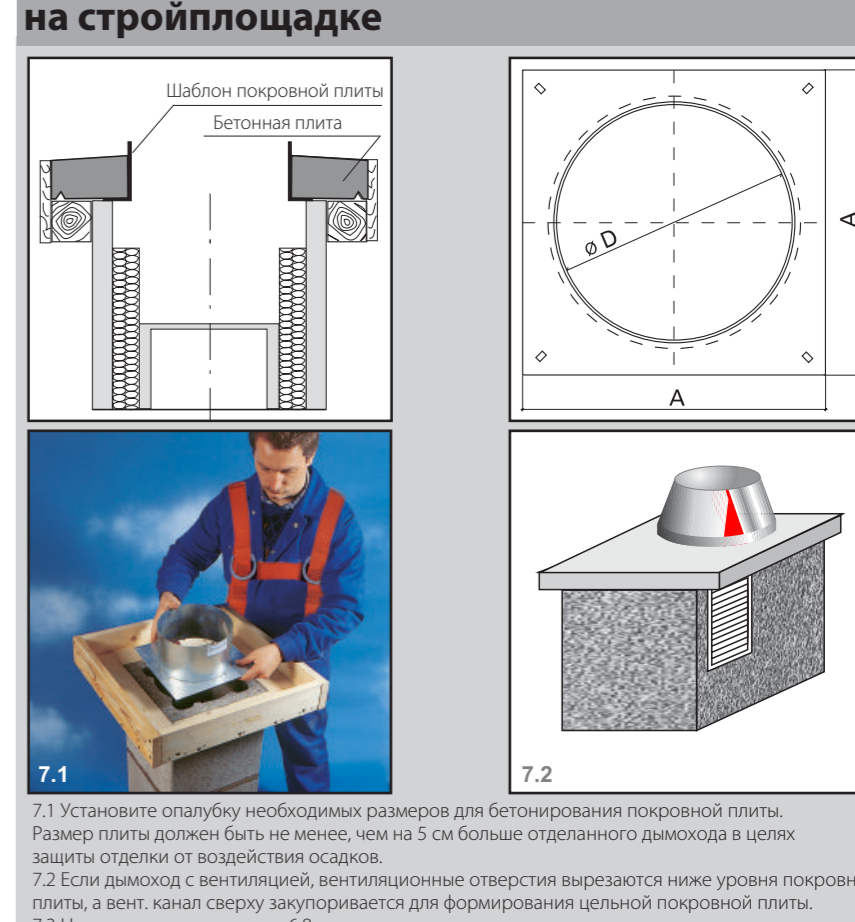 на стройплощадке
Шаблон покровной плиты
Бетонная плита
ø D
A
A
7.1
7.2
7.1 Установите опалубку необходимых размеров для бетонирования покровной плиты.
Размер плиты должен быть не менее, чем на 5 см больше отделанного дымохода в целях
защиты отделки от воздействия осадков.
7.2 Если дымоход с вентиляцией, вентиляционные отверстия вырезаются ниже уровня покровн
плиты, а вент. канал сверху закупоривается для формирования цельной покровной плиты.